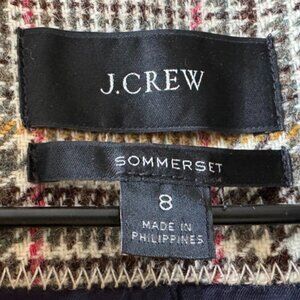 J.CREW
SOMMERSET
8
MADE IN
PHILIPPINES